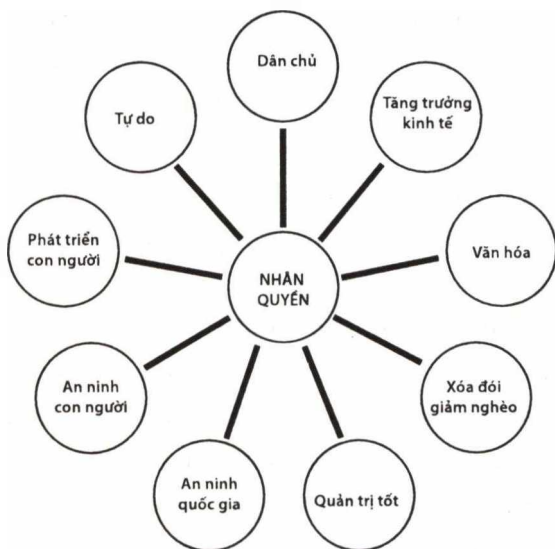 Dân chủ
Tăng trưởng
kinh tế
Tự do
Phát triển
con người
Văn hóa
NHÂN
QUYỀN
An ninh
con người
Xóa đói
giảm nghèo
An ninh
quốc gia
Quản trị tốt